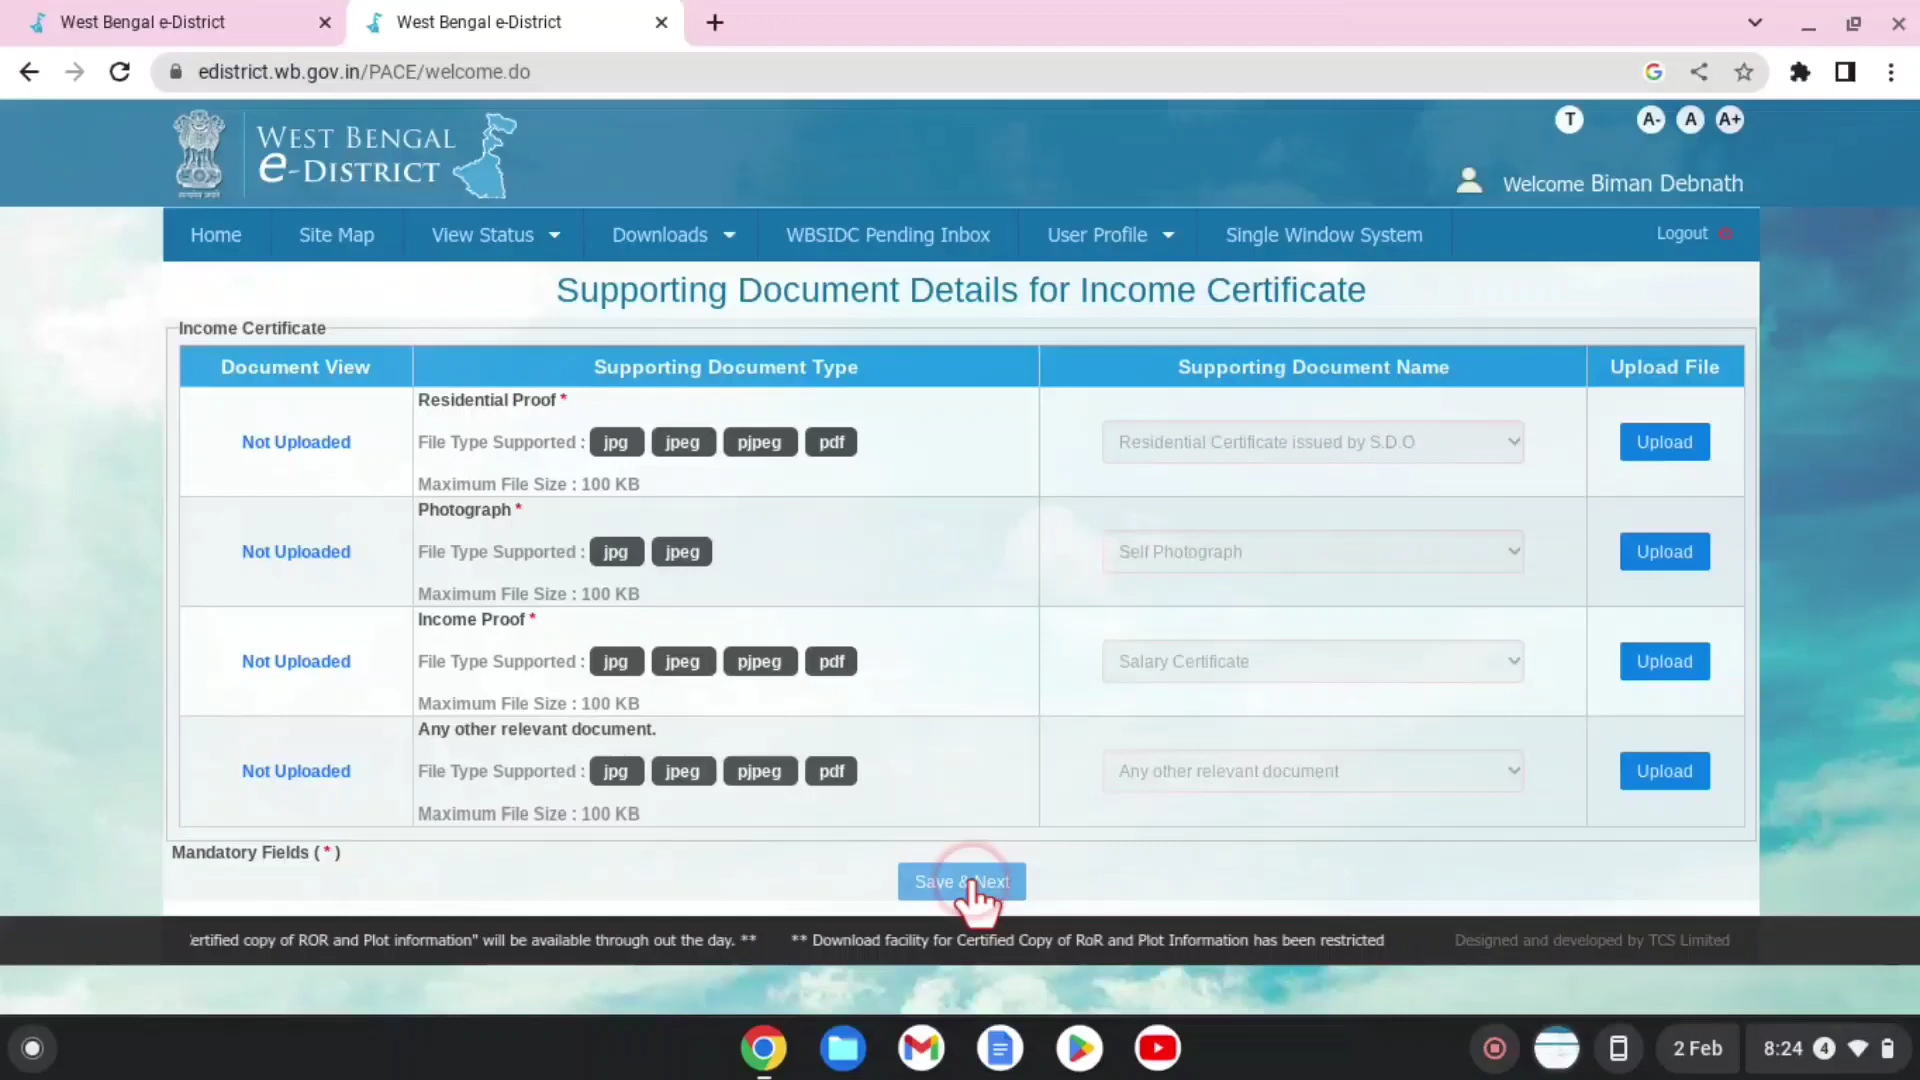 West Bengal e-District
West Bengal e-District
edistrict.wb.gov.in/PACE/welcome.do
WEST BENGAL
e-DISTRICT
T A- A A+
Welcome Biman Debnath
Home Site Map View Status Downloads WBSIDC Pending Inbox User Profile Single Window System Logout
Supporting Document Details for Income Certificate
Income Certificate
Document View Supporting Document Type Supporting Document Name Upload File
Residential Proof *
Not Uploaded File Type Supported : jpg jpeg pjpeg pdf Residential Certificate issued by S.D.O Upload
Maximum File Size : 100 KB
Photograph *
Not Uploaded File Type Supported : jpg jpeg Self Photograph Upload
Maximum File Size : 100 KB
Income Proof *
Not Uploaded File Type Supported : jpg jpeg pjpeg pdf Salary Certificate Upload
Maximum File Size : 100 KB
Any other relevant document.
Not Uploaded File Type Supported : jpg jpeg pjpeg pdf Any other relevant document Upload
Maximum File Size : 100 KB
Mandatory Fields ( * )
Save & Next
ertified copy of ROR and Plot information" will be available through out the day. ** ** Download facility for Certified Copy of RoR and Plot Information has been restricted Designed and developed by TCS Limited
2 Feb 8:24 4